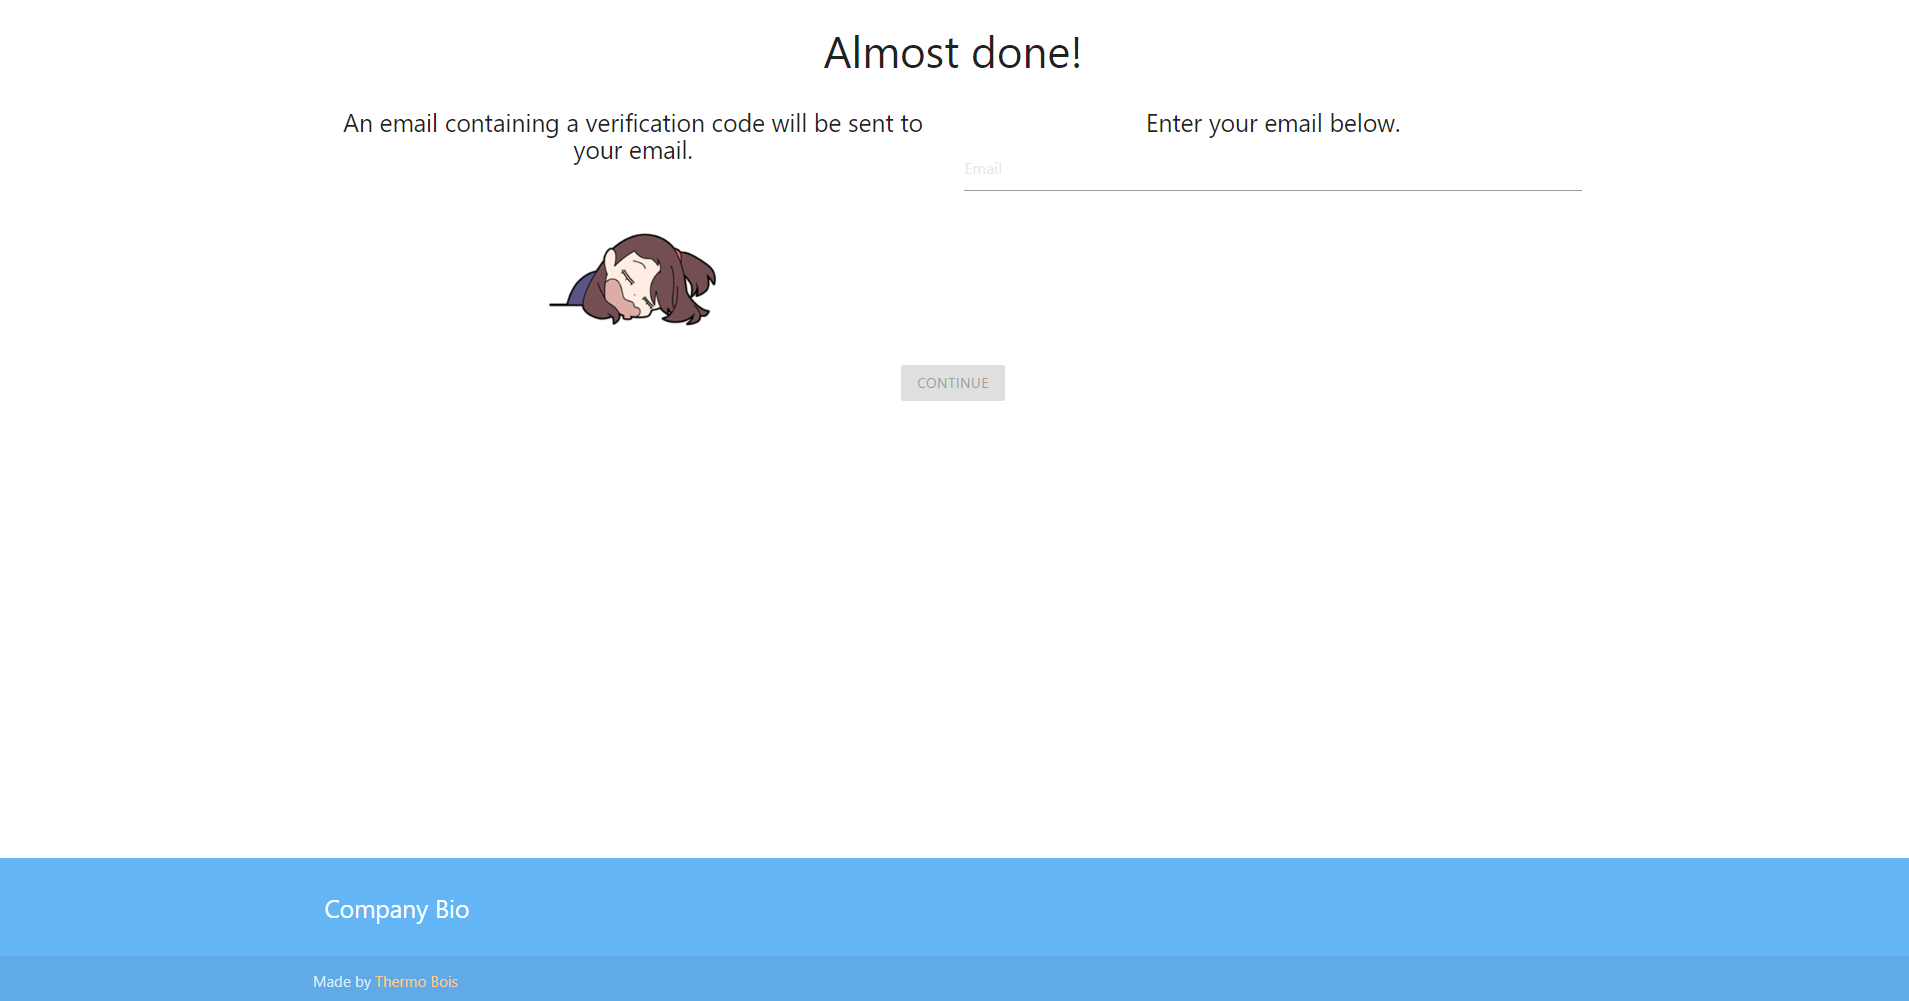 Almost done!
An email containing a verification code will be sent to
your email.
Enter your email below.
Email
CONTINUE
Company Bio
Made by Thermo Bois